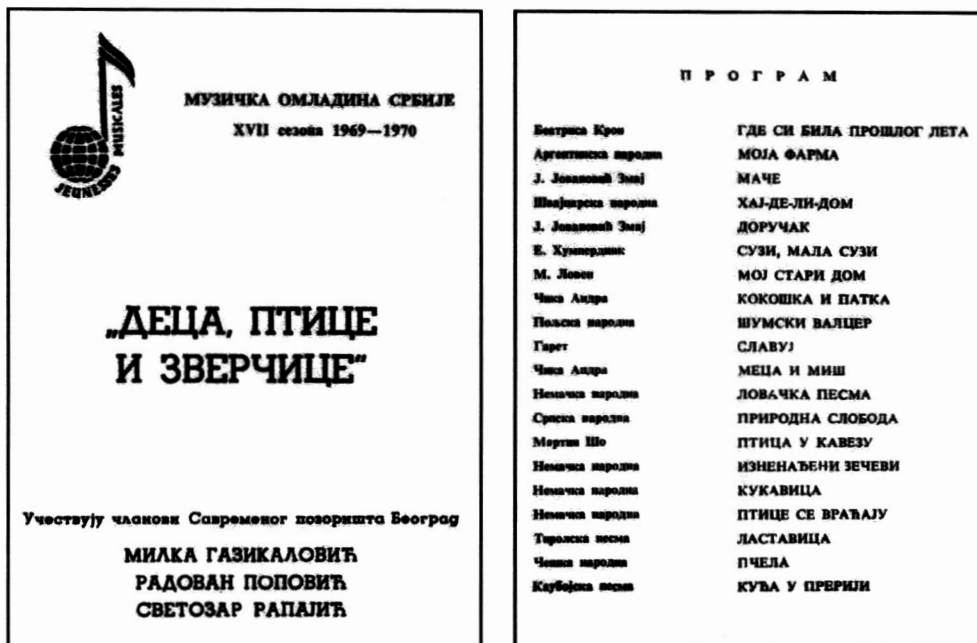 JEUNESSES MUSICALES
МУЗИЧКА ОМЛАДИНА СРБИЈЕ
XVII сезона 1969—1970
„ДЕЦА, ПТИЦЕ
И ЗВЕРЧИЦЕ”
Учествују чланови Савременог позоришта Београд
МИЛКА ГАЗИКАЛОВИЋ
РАДОВАН ПОПОВИЋ
СВЕТОЗАР РАПАЈИЋ
ПРОГРАМ
Беатриса Крон ГДЕ СИ БИЛА ПРОШЛОГ ЛЕТА
Аргентинска народна МОЈА ФАРМА
Ј. Јовановић Змај МАЧЕ
Швајцарска народна ХАЈ-ДЕ-ЛИ-ДОМ
Ј. Јовановић Змај ДОРУЧАК
Е. Хумпердинк СУЗИ, МАЛА СУЗИ
М. Ловен МОЈ СТАРИ ДОМ
Чика Андра КОКОШКА И ПАТКА
Пољска народна ШУМСКИ ВАЛЦЕР
Гарет СЛАВУЈ
Чика Андра МЕЦА И МИШ
Немачка народна ЛОВАЧКА ПЕСМА
Српска народна ПРИРОДНА СЛОБОДА
Мартин Шо ПТИЦА У КАВЕЗУ
Немачка народна ИЗНЕНАЂЕНИ ЗЕЧЕВИ
Немачка народна КУКАВИЦА
Немачка народна ПТИЦЕ СЕ ВРАЋАЈУ
Тиролска песма ЛАСТАВИЦА
Чешка народна ПЧЕЛА
Каубојска песма КУЋА У ПРЕРИЈИ